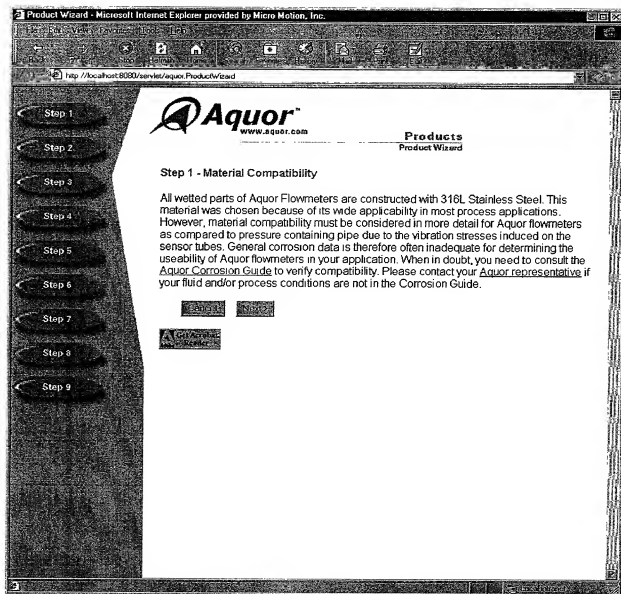 Product Wizard - Microsoft Internet Explorer provided by Micro Motion, Inc.
http://localhost:8080/servlet/aquor.ProductWizard
Step 1
Step 2
Step 3
Step 4
Step 5
Step 6
Step 7
Step 8
Step 9
Aquor™
www.aquor.com
Products
Product Wizard
Step 1 - Material Compatibility
All wetted parts of Aquor Flowmeters are constructed with 316L Stainless Steel. This
material was chosen because of its wide applicability in most process applications.
However, material compatibility must be considered in more detail for Aquor flowmeters
as compared to pressure containing pipe due to the vibration stresses induced on the
sensor tubes. General corrosion data is therefore often inadequate for determining the
useability of Aquor flowmeters in your application. When in doubt, you need to consult the
Aquor Corrosion Guide to verify compatibility. Please contact your Aquor representative if
your fluid and/or process conditions are not in the Corrosion Guide.
Get Acrobat
Reader